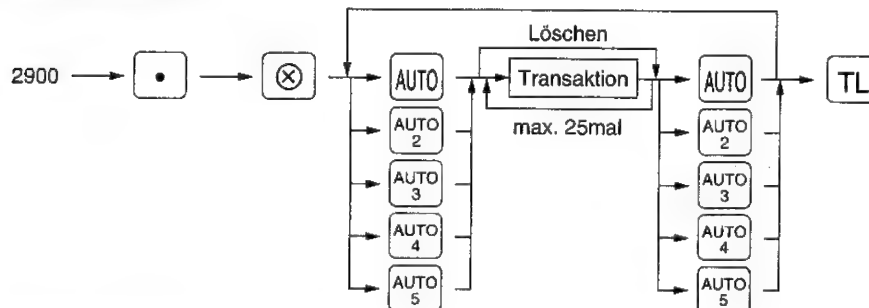 Löschen
2900 • ⊗ AUTO Transaktion AUTO TL
max. 25mal
AUTO 2 AUTO 2
AUTO 3 AUTO 3
AUTO 4 AUTO 4
AUTO 5 AUTO 5